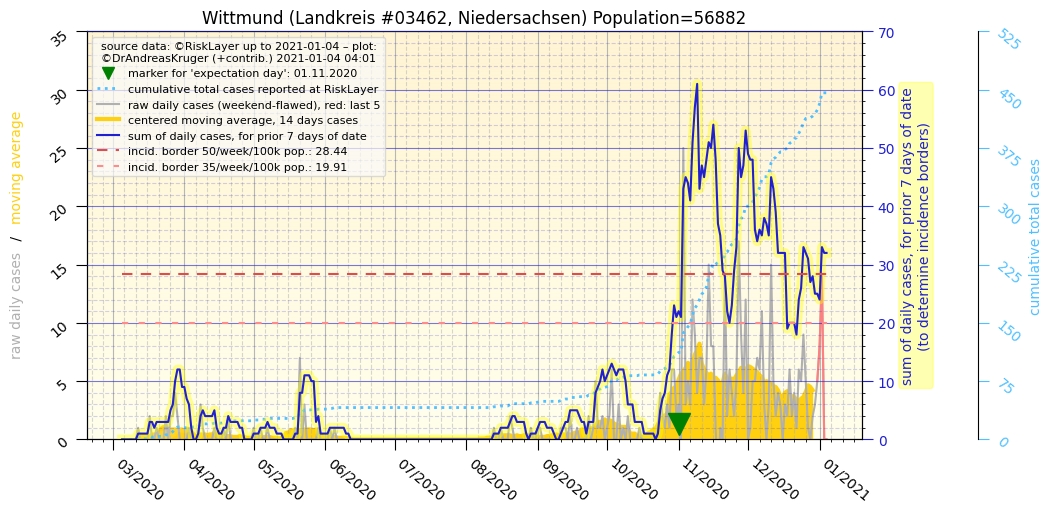 Wittmund (Landkreis #03462, Niedersachsen) Population=56882
source data: ©RiskLayer up to 2021-01-04 – plot:
©DrAndreasKruger (+contrib.) 2021-01-04 04:01
marker for 'expectation day': 01.11.2020
cumulative total cases reported at RiskLayer
raw daily cases (weekend-flawed), red: last 5
centered moving average, 14 days cases
sum of daily cases, for prior 7 days of date
incid. border 50/week/100k pop.: 28.44
incid. border 35/week/100k pop.: 19.91
raw daily cases / moving average
35
30
25
20
15
10
5
0
03/2020
04/2020
05/2020
06/2020
07/2020
08/2020
09/2020
10/2020
11/2020
12/2020
01/2021
70
60
50
40
30
20
10
0
sum of daily cases, for prior 7 days of date
(to determine incidence borders)
525
450
375
300
225
150
75
0
cumulative total cases